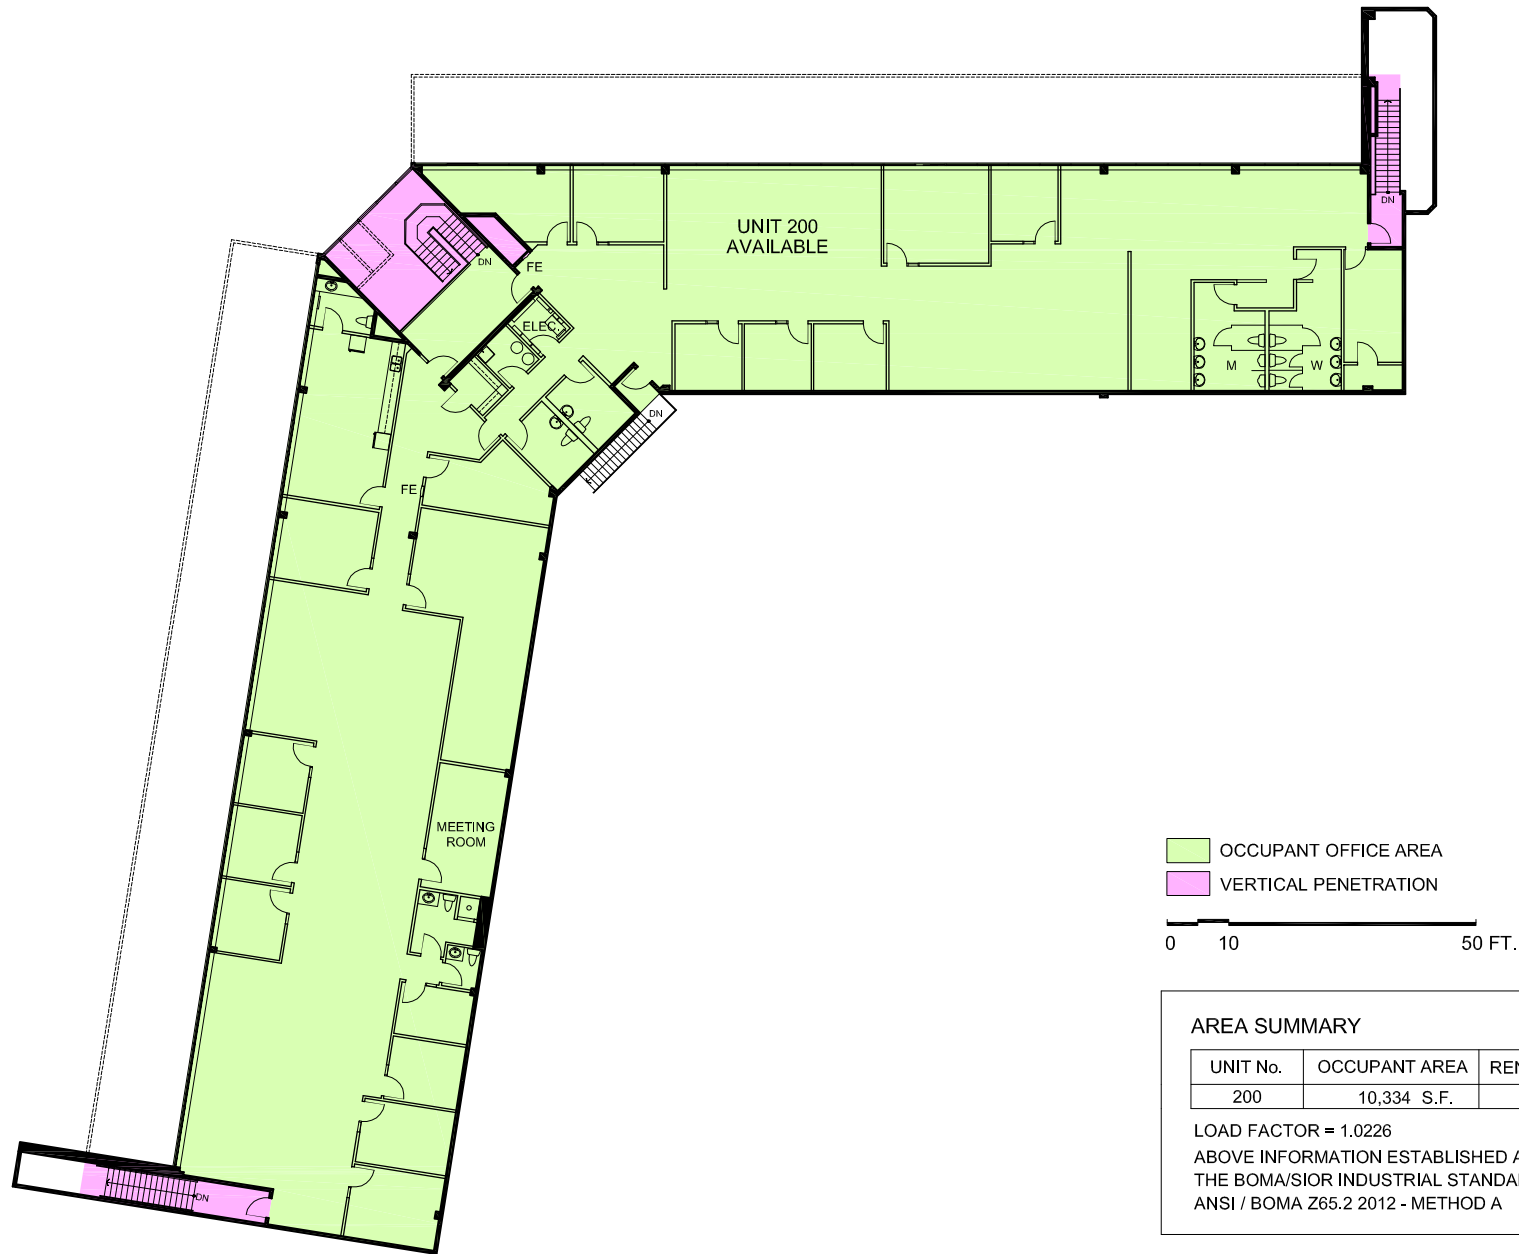 DN
UNIT 200
AVAILABLE
DN
FE
ELEC.
M
W
DN
FE
MEETING
ROOM
OCCUPANT OFFICE AREA
VERTICAL PENETRATION
0 10 50 FT.
AREA SUMMARY
UNIT No. OCCUPANT AREA REN
200 10,334 S.F.
LOAD FACTOR = 1.0226
ABOVE INFORMATION ESTABLISHED A
THE BOMA/SIOR INDUSTRIAL STANDA
ANSI / BOMA Z65.2 2012 - METHOD A
DN